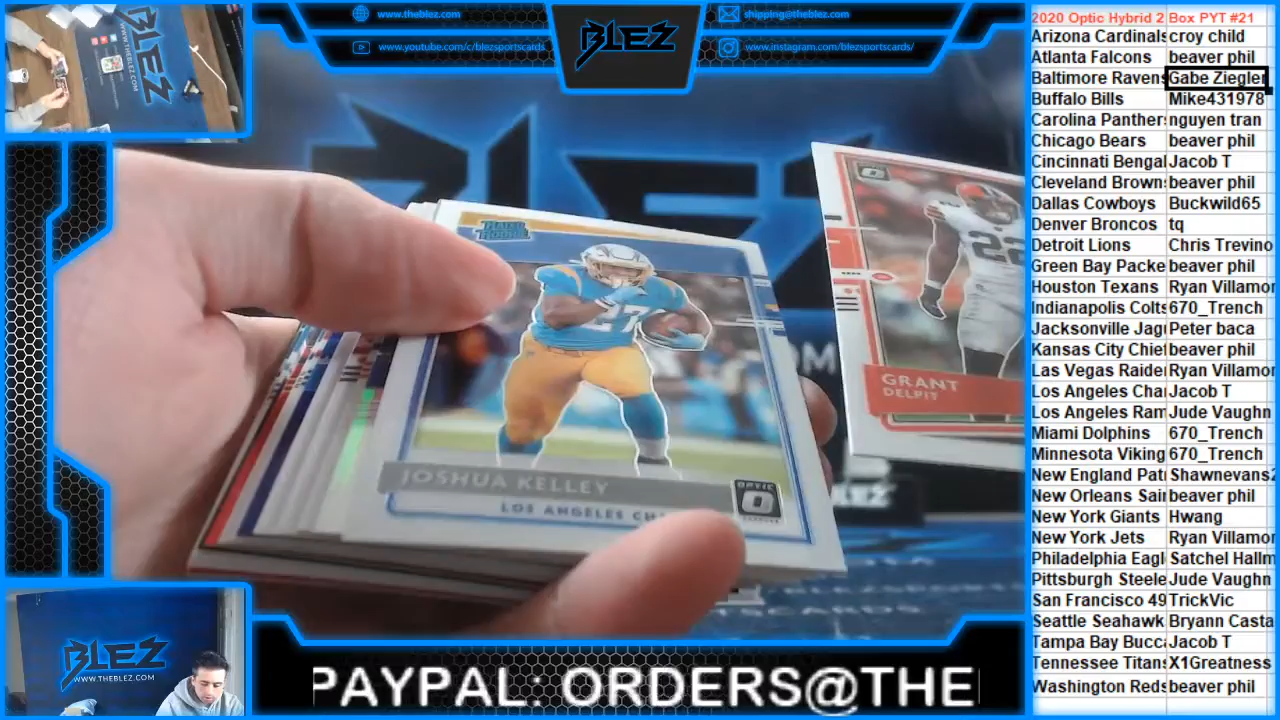 www.theblez.com
shipping@theblez.com
www.youtube.com/c/blezsportscards
www.instagram.com/blezsportscards/
BLEZ
2020 Optic Hybrid 2 Box PYT #21
Arizona Cardinals croy child
Atlanta Falcons beaver phil
Baltimore Ravens Gabe Ziegler
Buffalo Bills Mike431978
Carolina Panthers nguyen tran
Chicago Bears beaver phil
Cincinnati Bengal Jacob T
Cleveland Browns beaver phil
Dallas Cowboys Buckwild65
Denver Broncos tq
Detroit Lions Chris Trevino
Green Bay Packe beaver phil
Houston Texans Ryan Villamor
Indianapolis Colts 670_Trench
Jacksonville Jag Peter baca
Kansas City Chief beaver phil
Las Vegas Raide Ryan Villamor
Los Angeles Cha Jacob T
Los Angeles Ram Jude Vaughn
Miami Dolphins 670_Trench
Minnesota Viking 670_Trench
New England Pat Shawnevans2
New Orleans Sai beaver phil
New York Giants Hwang
New York Jets Ryan Villamor
Philadelphia Eagl Satchel Hallm
Pittsburgh Steele Jude Vaughn
San Francisco 49 TrickVic
Seattle Seahawk Bryann Casta
Tampa Bay Bucc Jacob T
Tennessee Titans X1Greatness
Washington Reds beaver phil
RATED ROOKIE
27
JOSHUA KELLEY
LOS ANGELES CH
OPTIC
22
GRANT
DELPIT
BLEZ
WWW.THEBLEZ.COM
PAYPAL: ORDERS@THE